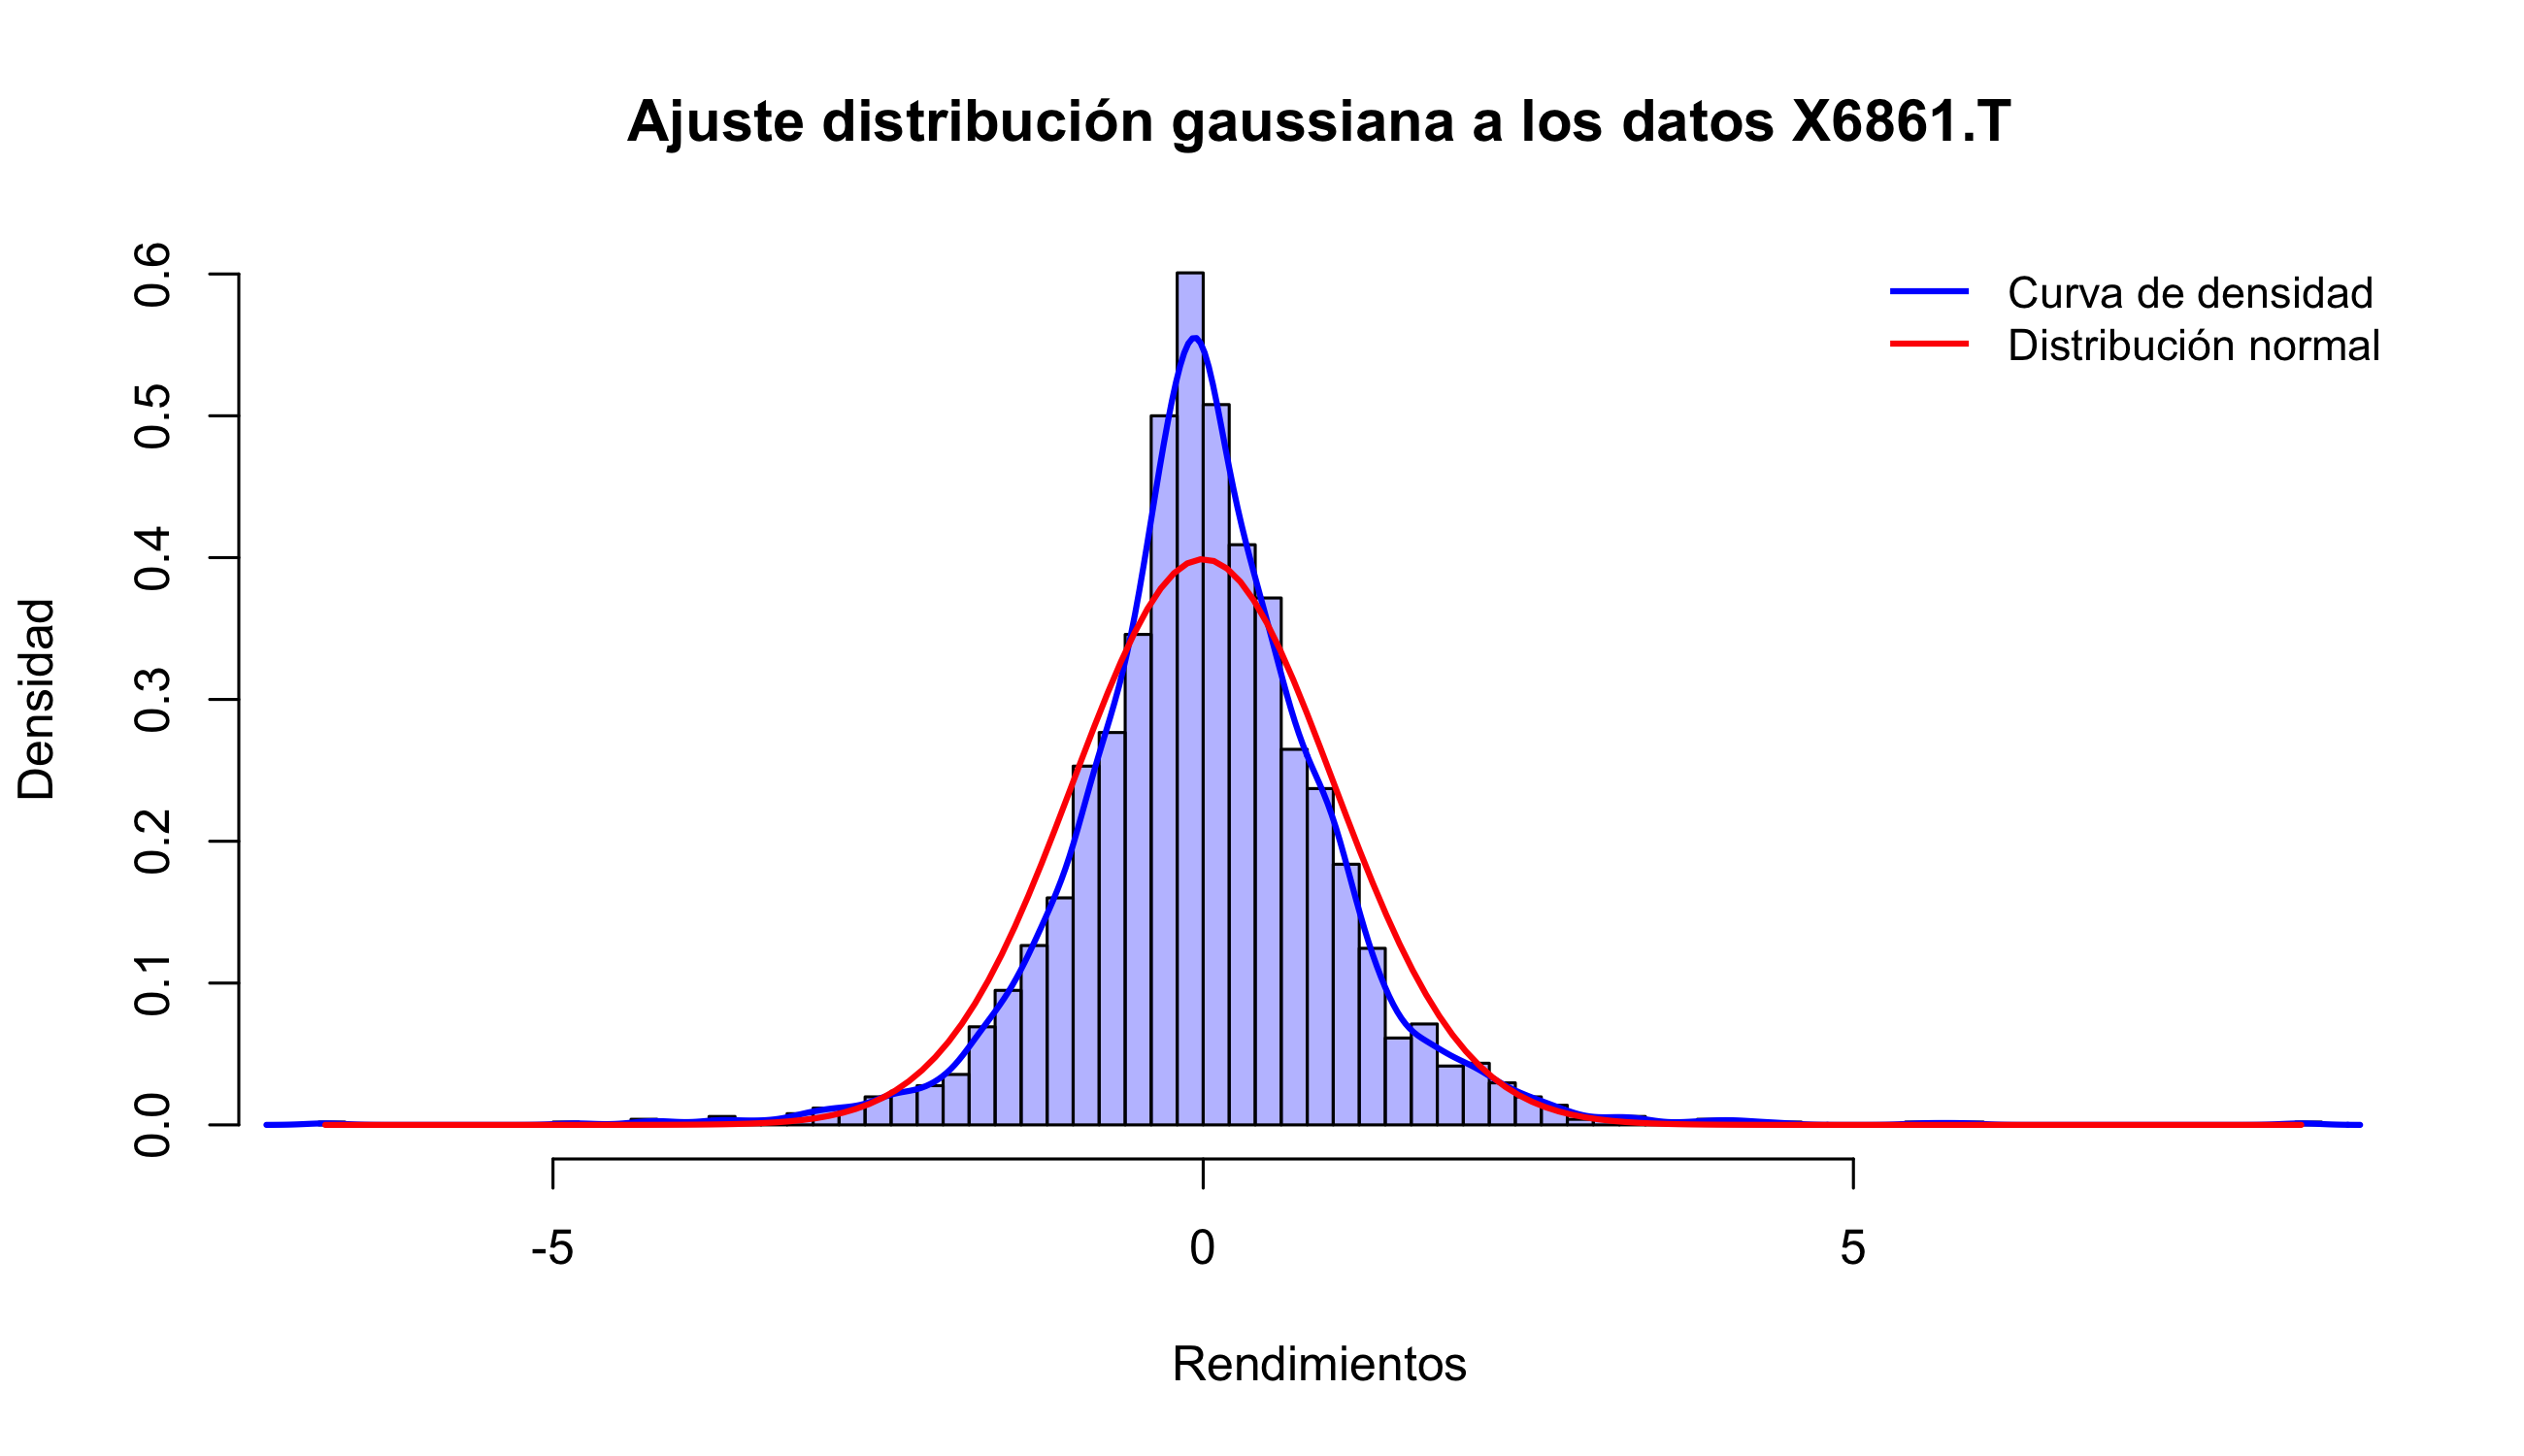 Ajuste distribución gaussiana a los datos X6861.T
Curva de densidad
Distribución normal
Densidad
0.6
0.5
0.4
0.3
0.2
0.1
0.0
-5 0 5
Rendimientos